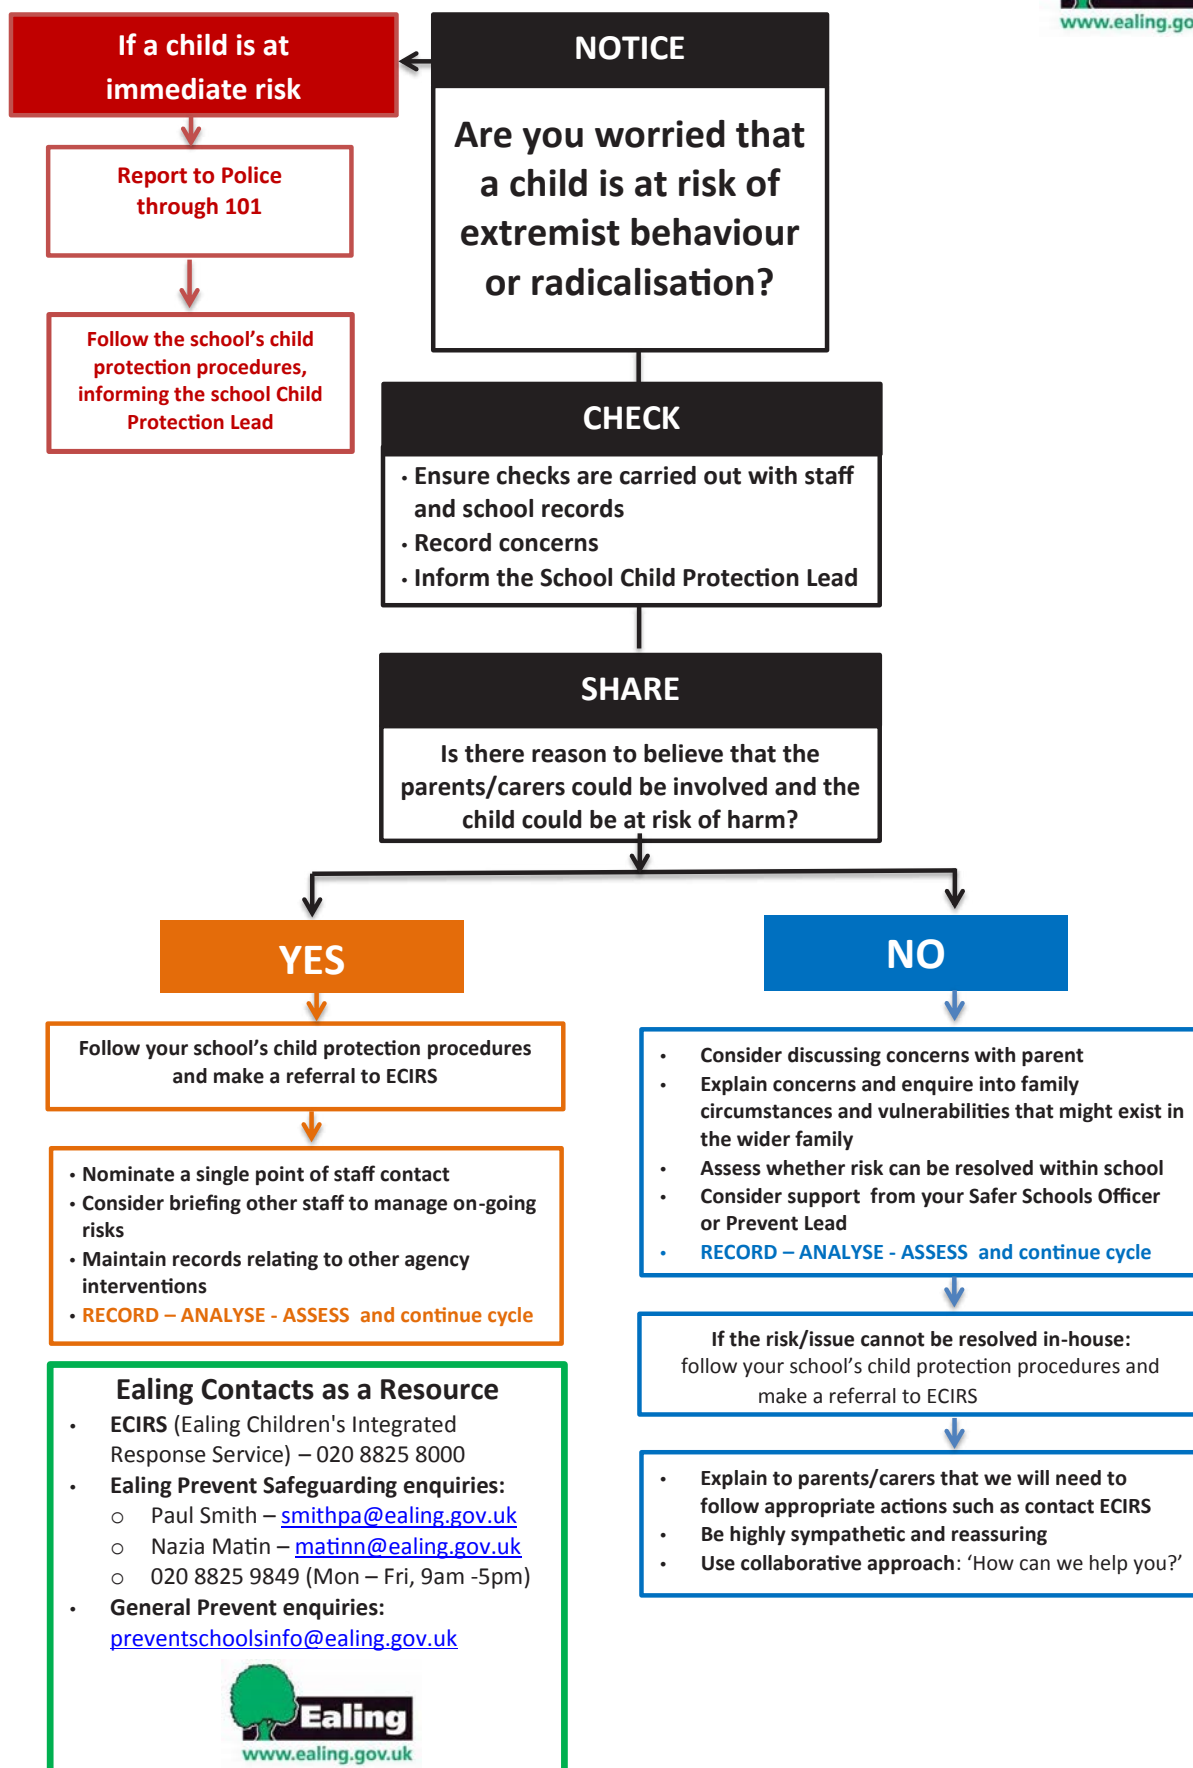 www.ealing.go
If a child is at
immediate risk
Report to Police
through 101
Follow the school's child
protection procedures,
informing the school Child
Protection Lead
NOTICE
Are you worried that
a child is at risk of
extremist behaviour
or radicalisation?
CHECK
• Ensure checks are carried out with staff
and school records
• Record concerns
• Inform the School Child Protection Lead
SHARE
Is there reason to believe that the
parents/carers could be involved and the
child could be at risk of harm?
YES
Follow your school's child protection procedures
and make a referral to ECIRS
• Nominate a single point of staff contact
• Consider briefing other staff to manage on-going
risks
• Maintain records relating to other agency
interventions
• RECORD – ANALYSE - ASSESS and continue cycle
NO
• Consider discussing concerns with parent
• Explain concerns and enquire into family
circumstances and vulnerabilities that might exist in
the wider family
• Assess whether risk can be resolved within school
• Consider support from your Safer Schools Officer
or Prevent Lead
• RECORD – ANALYSE - ASSESS and continue cycle
If the risk/issue cannot be resolved in-house:
follow your school's child protection procedures and
make a referral to ECIRS
• Explain to parents/carers that we will need to
follow appropriate actions such as contact ECIRS
• Be highly sympathetic and reassuring
• Use collaborative approach: 'How can we help you?'
Ealing Contacts as a Resource
• ECIRS (Ealing Children's Integrated
Response Service) – 020 8825 8000
• Ealing Prevent Safeguarding enquiries:
o Paul Smith – smithpa@ealing.gov.uk
o Nazia Matin – matinn@ealing.gov.uk
o 020 8825 9849 (Mon – Fri, 9am -5pm)
• General Prevent enquiries:
preventschoolsinfo@ealing.gov.uk
Ealing
www.ealing.gov.uk